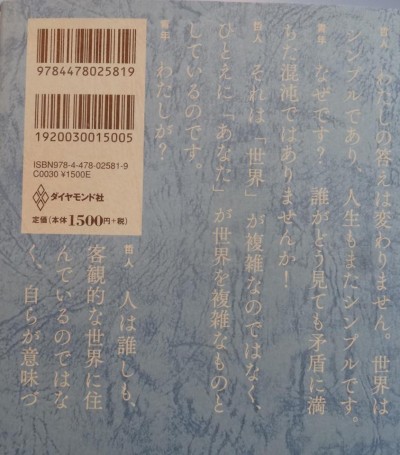 哲人 わたしの答えは変わりません。世界は
シンプルであり、人生もまたシンプルです。
青年 なぜです? 誰がどう見ても矛盾に満
ちた混沌ではありませんか!
哲人 それは「世界」が複雑なのではなく、
ひとえに「あなた」が世界を複雑なものと
しているのです。
青年 わたしが?
哲人 人は誰しも、
客観的な世界に住
んでいるのではな
く、自らが意味づ
9784478025819
1920030015005
ISBN978-4-478-02581-9
C0030 ¥1500E
ダイヤモンド社
定価(本体1500円+税)